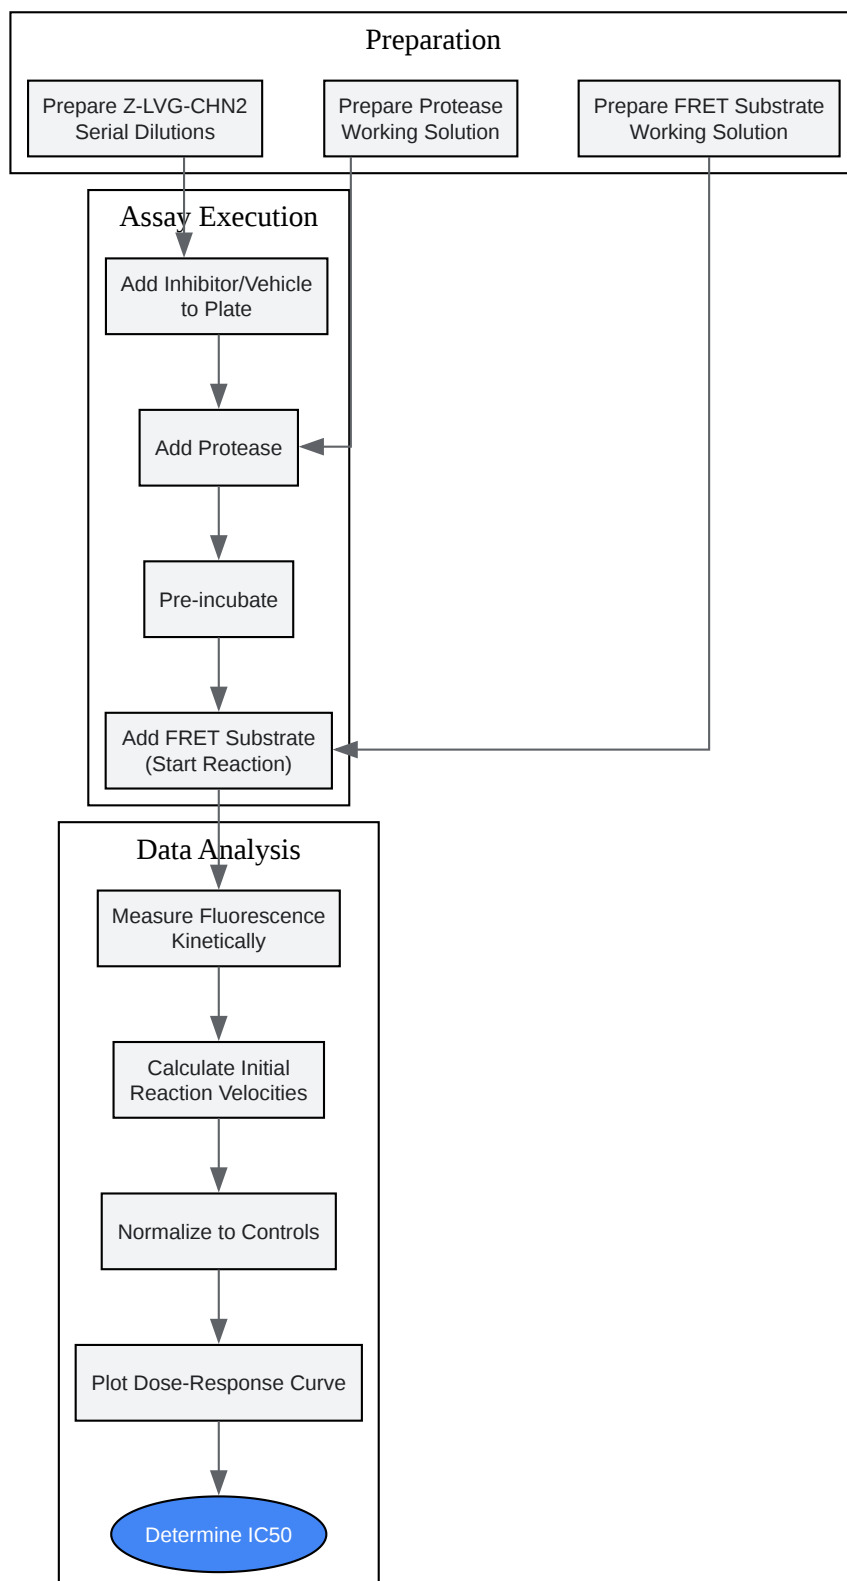 Preparation
Prepare Z-LVG-CHN2
Serial Dilutions
Prepare Protease
Working Solution
Prepare FRET Substrate
Working Solution
Assay Execution
Add Inhibitor/Vehicle
to Plate
Add Protease
Pre-incubate
Add FRET Substrate
(Start Reaction)
Data Analysis
Measure Fluorescence
Kinetically
Calculate Initial
Reaction Velocities
Normalize to Controls
Plot Dose-Response Curve
Determine IC50